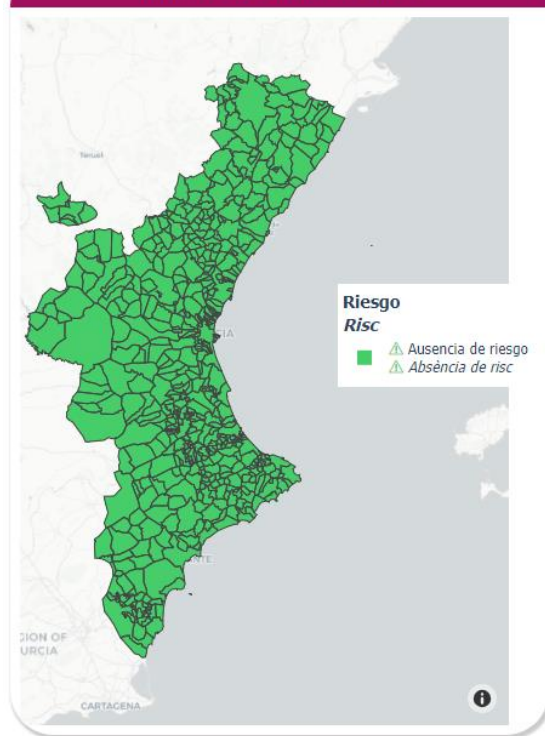 Teruel
Riesgo
Risc
CIA
Ausencia de riesgo
Absència de risc
NTE
GION OF
URCIA
CARTAGENA